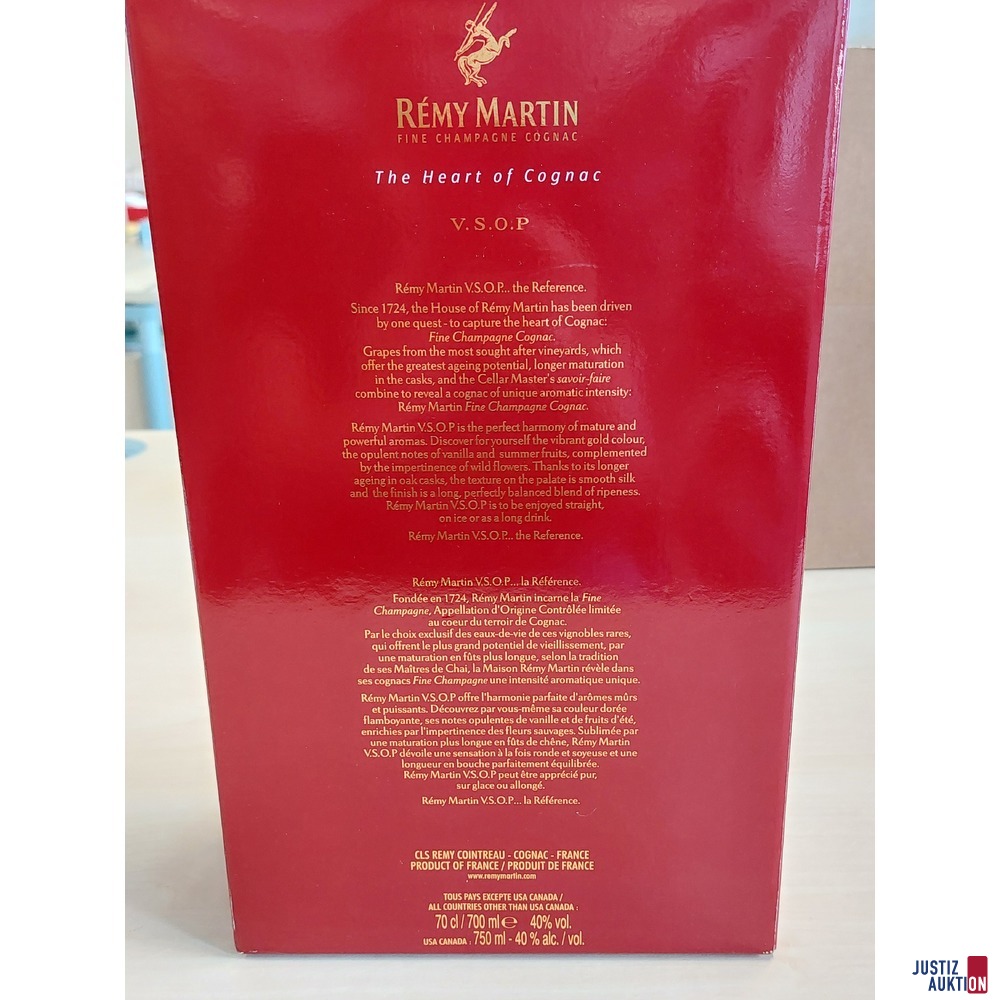 RÉMY MARTIN
FINE CHAMPAGNE COGNAC
The Heart of Cognac
V.S.O.P
Rémy Martin V.S.O.P... the Reference.
Since 1724, the House of Rémy Martin has been driven
by one quest - to capture the heart of Cognac:
Fine Champagne Cognac.
Grapes from the most sought after vineyards, which
offer the greatest ageing potential, longer maturation
in the casks, and the Cellar Master's savoir-faire
combine to reveal a cognac of unique aromatic intensity:
Rémy Martin Fine Champagne Cognac.
Rémy Martin V.S.O.P is the perfect harmony of mature and
powerful aromas. Discover for yourself the vibrant gold colour,
the opulent notes of vanilla and summer fruits, complemented
by the impertinence of wild flowers. Thanks to its longer
ageing in oak casks, the texture on the palate is smooth silk
and the finish is a long, perfectly balanced blend of ripeness.
Rémy Martin V.S.O.P is to be enjoyed straight,
on ice or as a long drink.
Rémy Martin V.S.O.P... the Reference.
Rémy Martin V.S.O.P... la Référence.
Fondée en 1724, Rémy Martin incarne la Fine
Champagne, Appellation d'Origine Contrôlée limitée
au coeur du terroir de Cognac.
Par le choix exclusif des eaux-de-vie de ces vignobles rares,
qui offrent le plus grand potentiel de vieillissement, par
une maturation en fûts plus longue, selon la tradition
de ses Maîtres de Chai, la Maison Rémy Martin révèle dans
ses cognacs Fine Champagne une intensité aromatique unique.
Rémy Martin V.S.O.P offre l'harmonie parfaite d'arômes mûrs
et puissants. Découvrez par vous-même sa couleur dorée
flamboyante, ses notes opulentes de vanille et de fruits d'été,
enrichies par l'impertinence des fleurs sauvages. Sublimée par
une maturation plus longue en fûts de chêne, Rémy Martin
V.S.O.P dévoile une sensation à la fois ronde et soyeuse et une
longueur en bouche parfaitement équilibrée.
Rémy Martin V.S.O.P peut être apprécié pur,
sur glace ou allongé.
Rémy Martin V.S.O.P... la Référence.
CLS REMY COINTREAU - COGNAC - FRANCE
PRODUCT OF FRANCE / PRODUIT DE FRANCE
www.remymartin.com
TOUS PAYS EXCEPTE USA CANADA /
ALL COUNTRIES OTHER THAN USA CANADA :
70 cl / 700 ml ℮ 40% vol.
USA CANADA : 750 ml - 40 % alc. / vol.
JUSTIZ
AUKTION